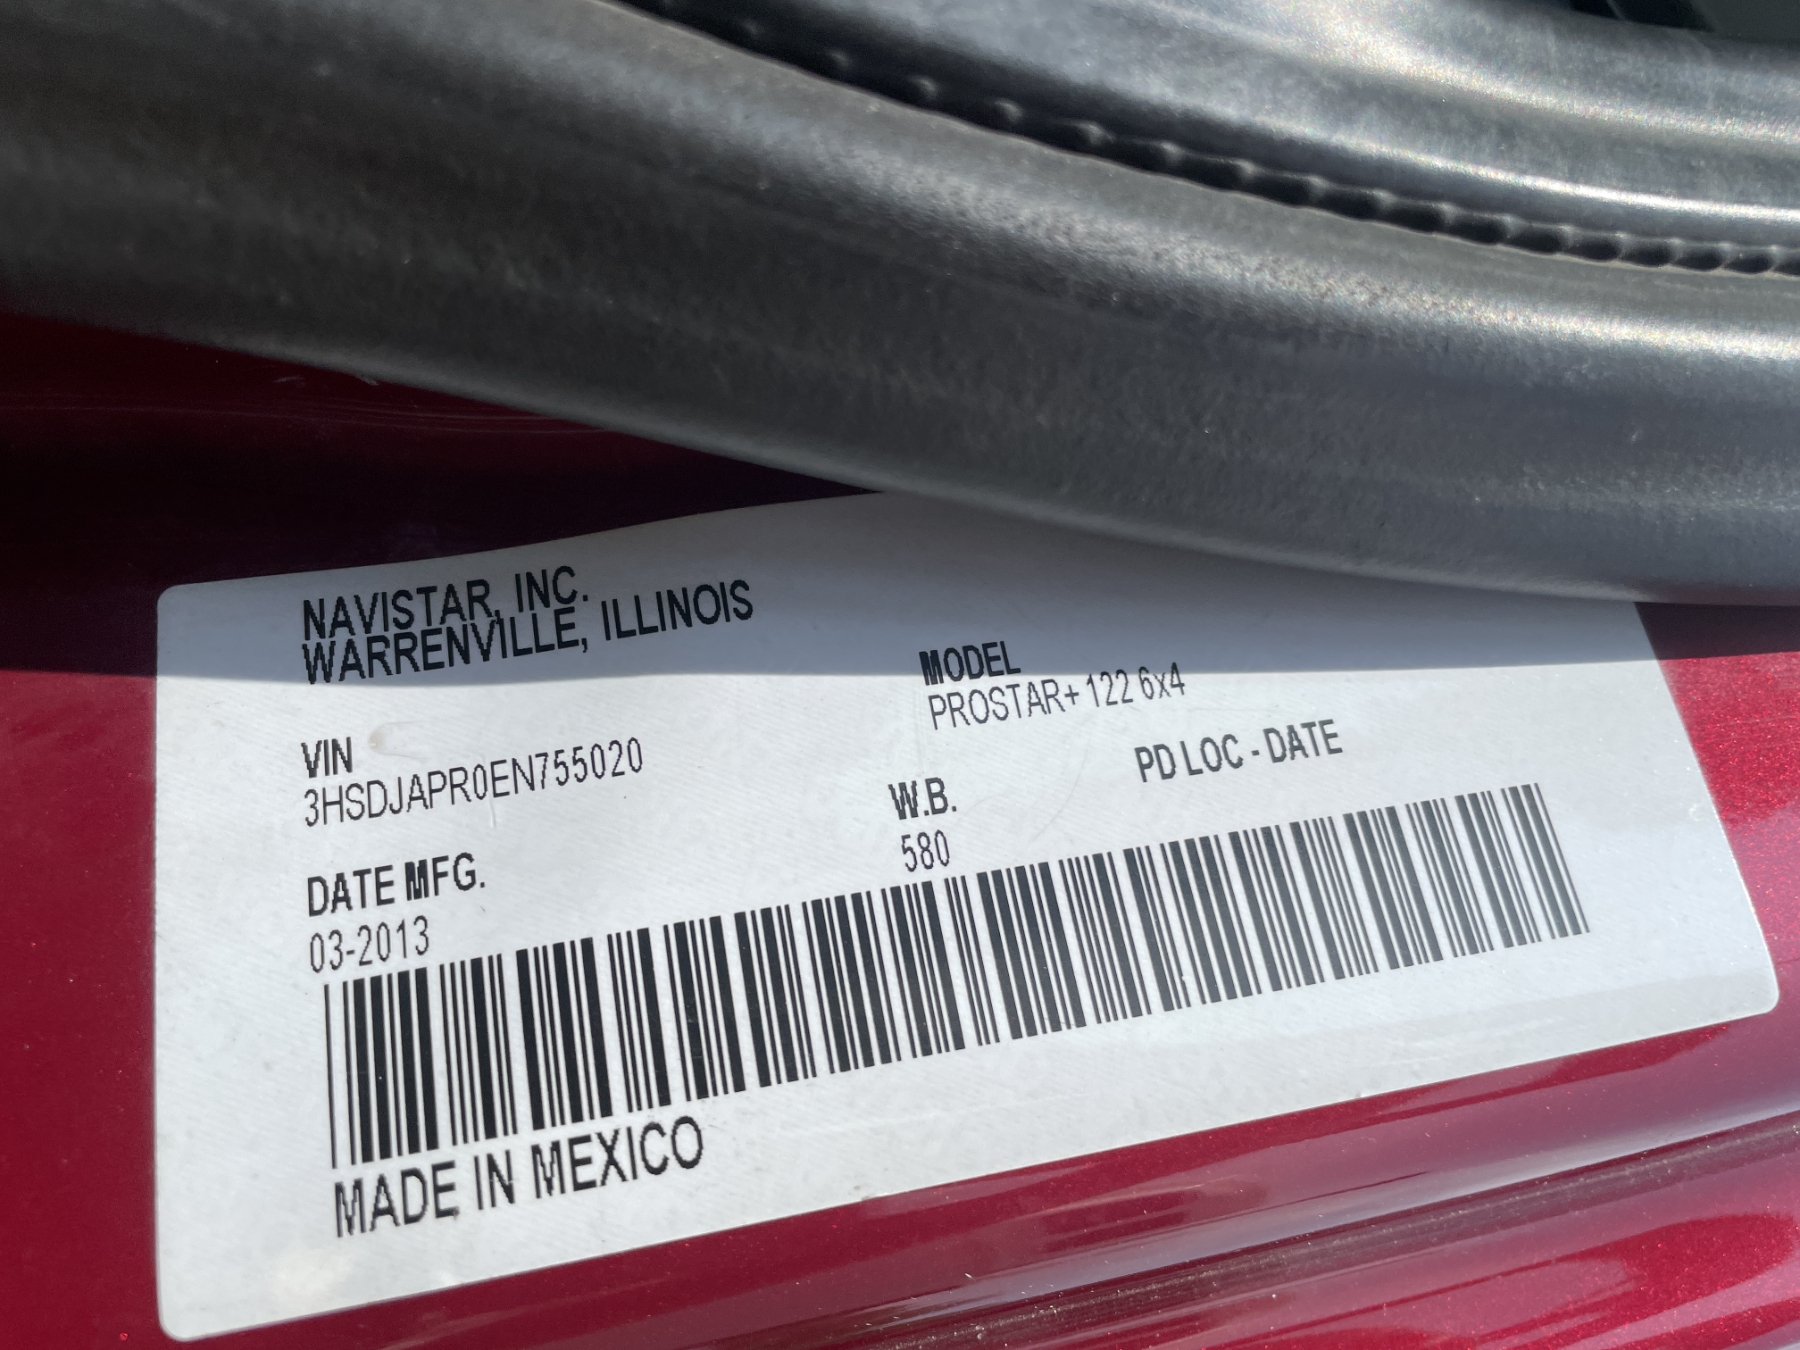 NAVISTAR, INC.
WARRENVILLE, ILLINOIS
MODEL
PROSTAR+ 122 6x4
VIN
3HSDJAPR0EN755020
PD LOC - DATE
W.B.
580
DATE MFG.
03-2013
MADE IN MEXICO